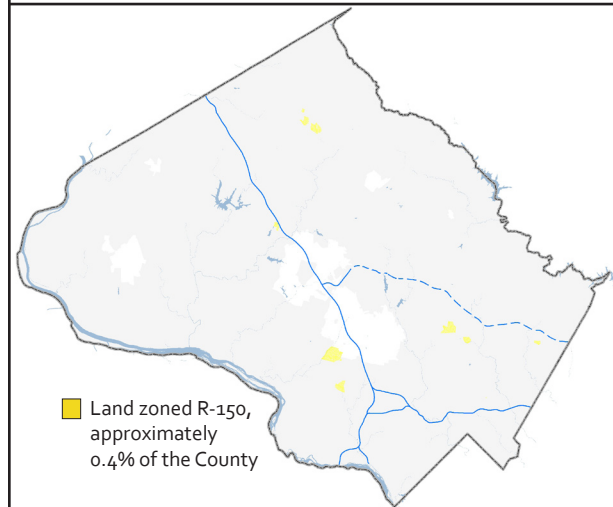 Land zoned R-150,
approximately
0.4% of the County